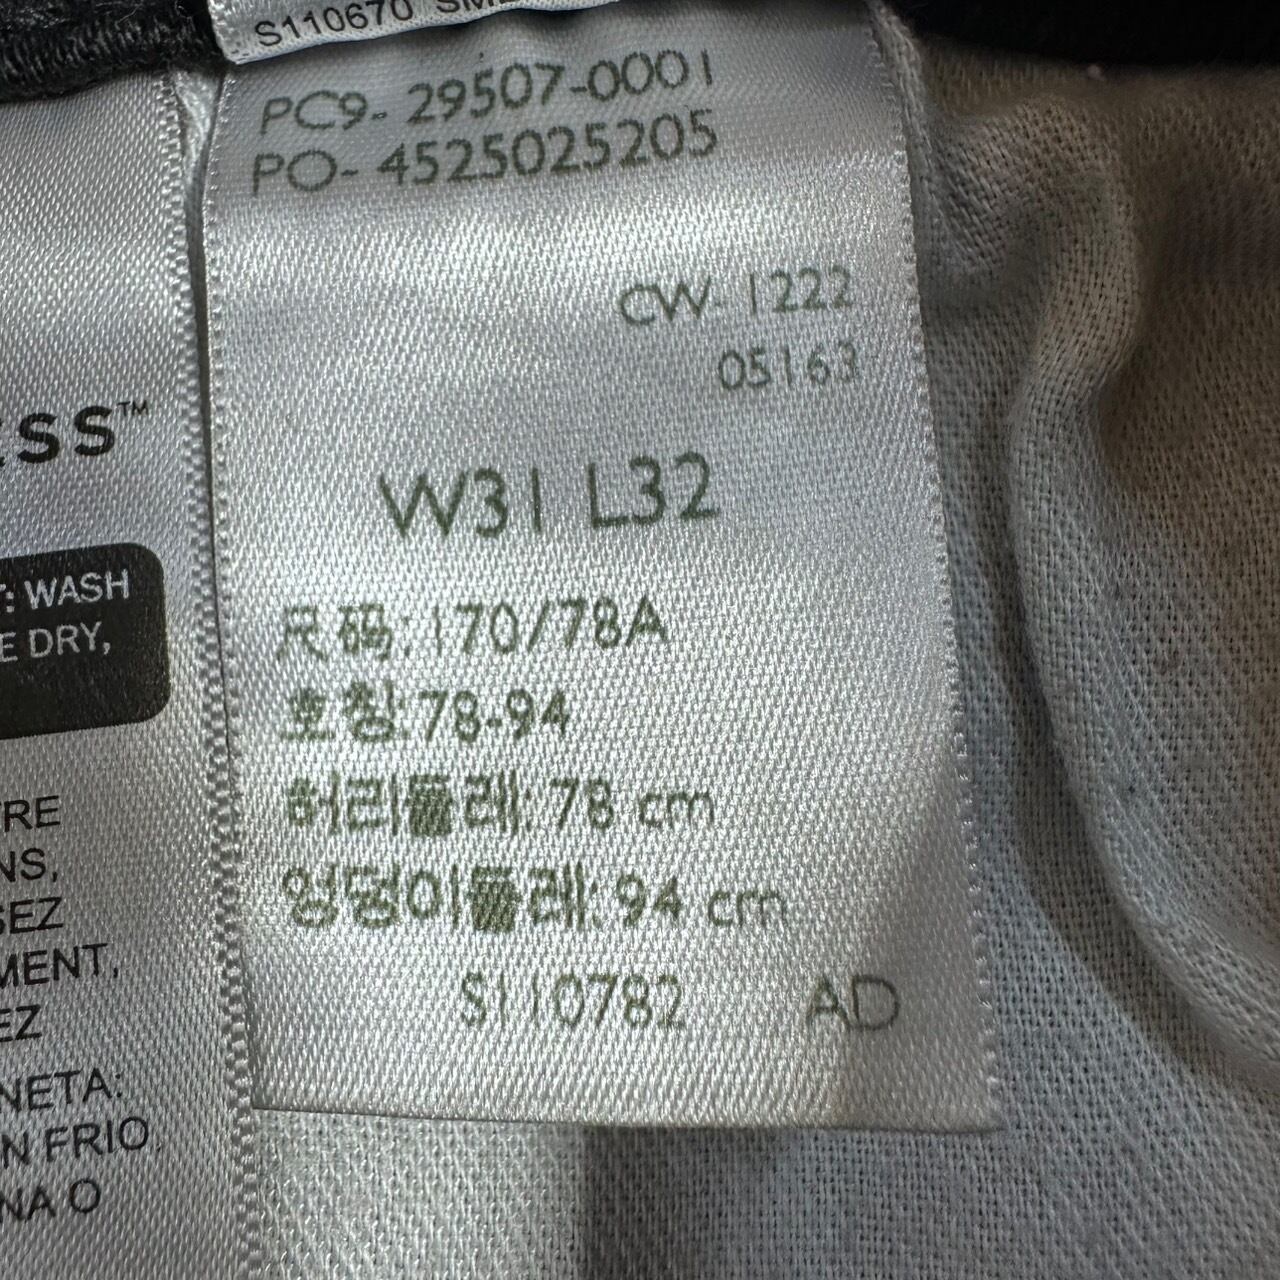 S110670
PC9-29507-0001
PO-4525025205
CW-1222
05163
W31 L32
尺码:170/78A
호칭:78-94
허리둘레:78 cm
엉덩이둘레:94 cm
S110782 AD
ESS™
: WASH
E DRY,
TRE
NS,
SEZ
MENT,
EZ
NETA:
N FRIO
NA O